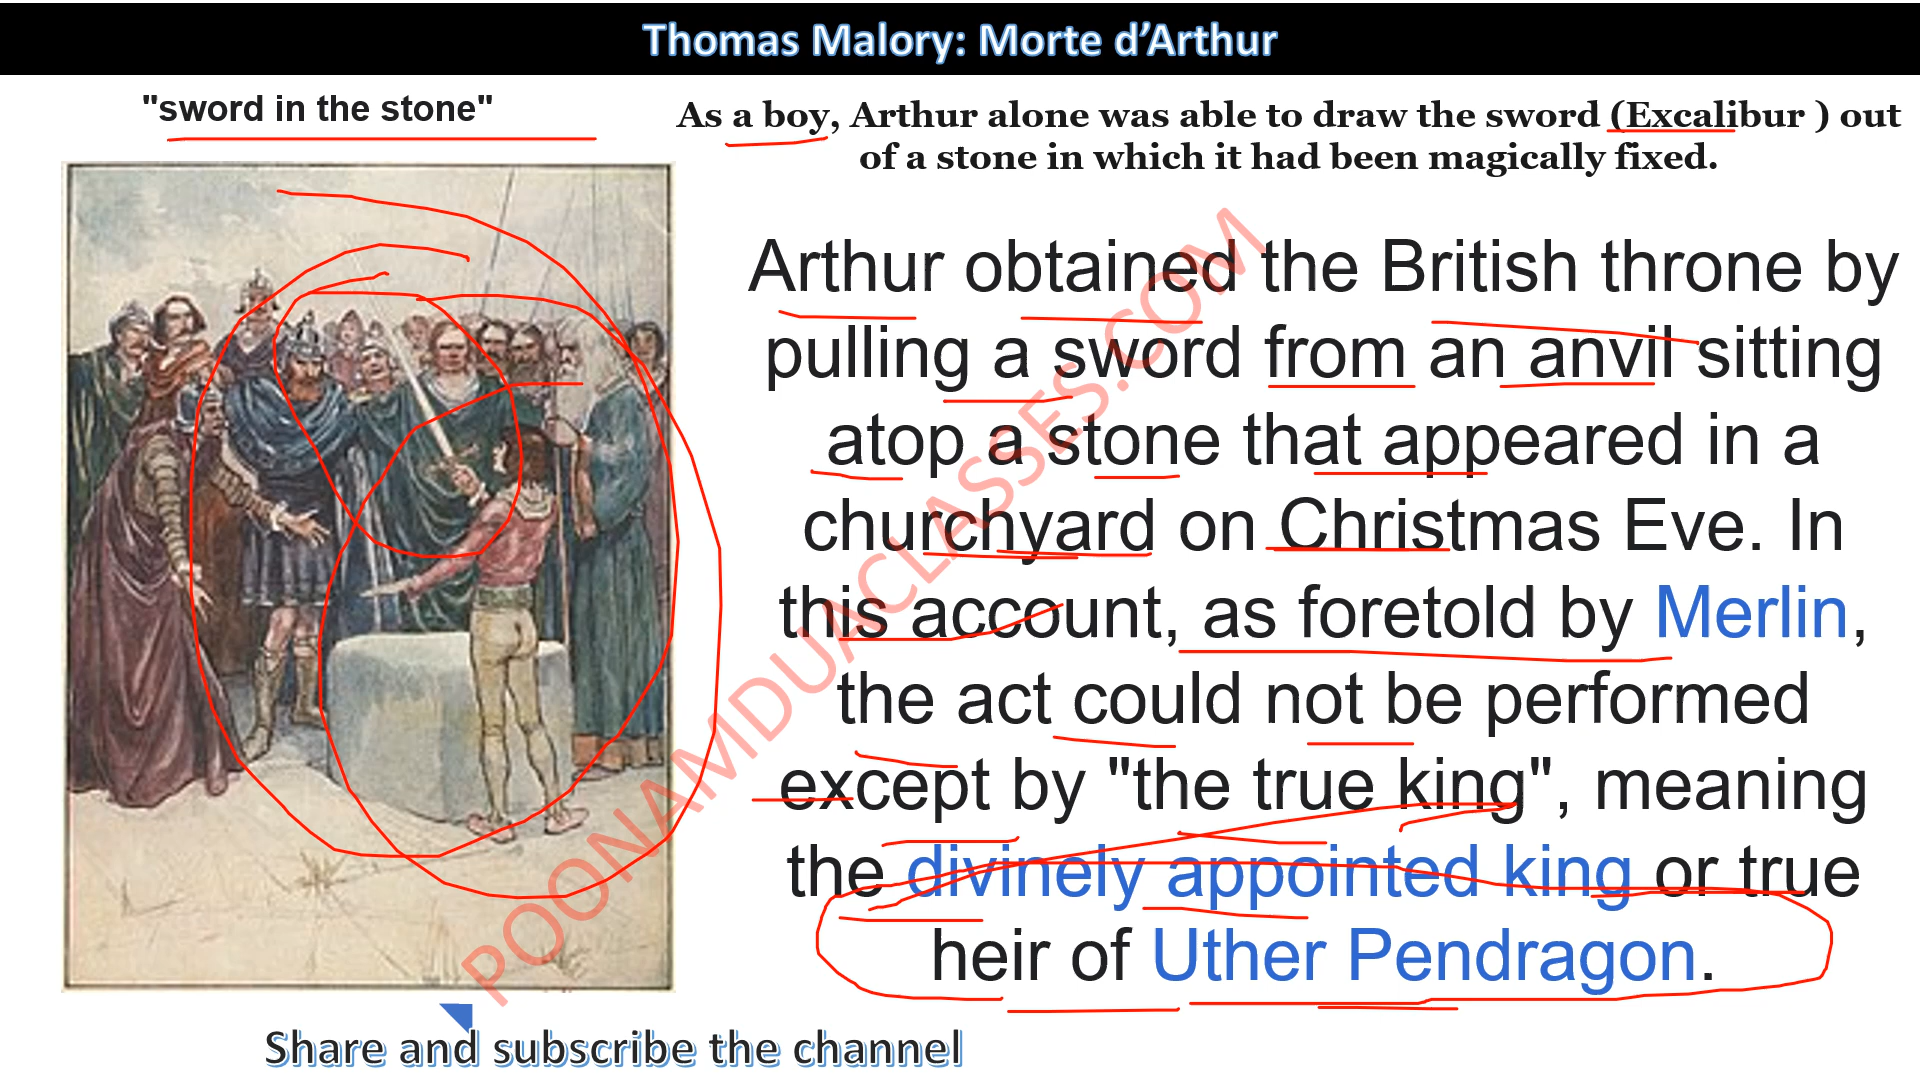 Thomas Malory: Morte d’Arthur
"sword in the stone"
As a boy, Arthur alone was able to draw the sword (Excalibur ) out
of a stone in which it had been magically fixed.
Arthur obtained the British throne by
pulling a sword from an anvil sitting
atop a stone that appeared in a
churchyard on Christmas Eve. In
this account, as foretold by Merlin,
the act could not be performed
except by "the true king", meaning
the divinely appointed king or true
heir of Uther Pendragon.
POONAMDUACLASSES.COM
Share and subscribe the channel